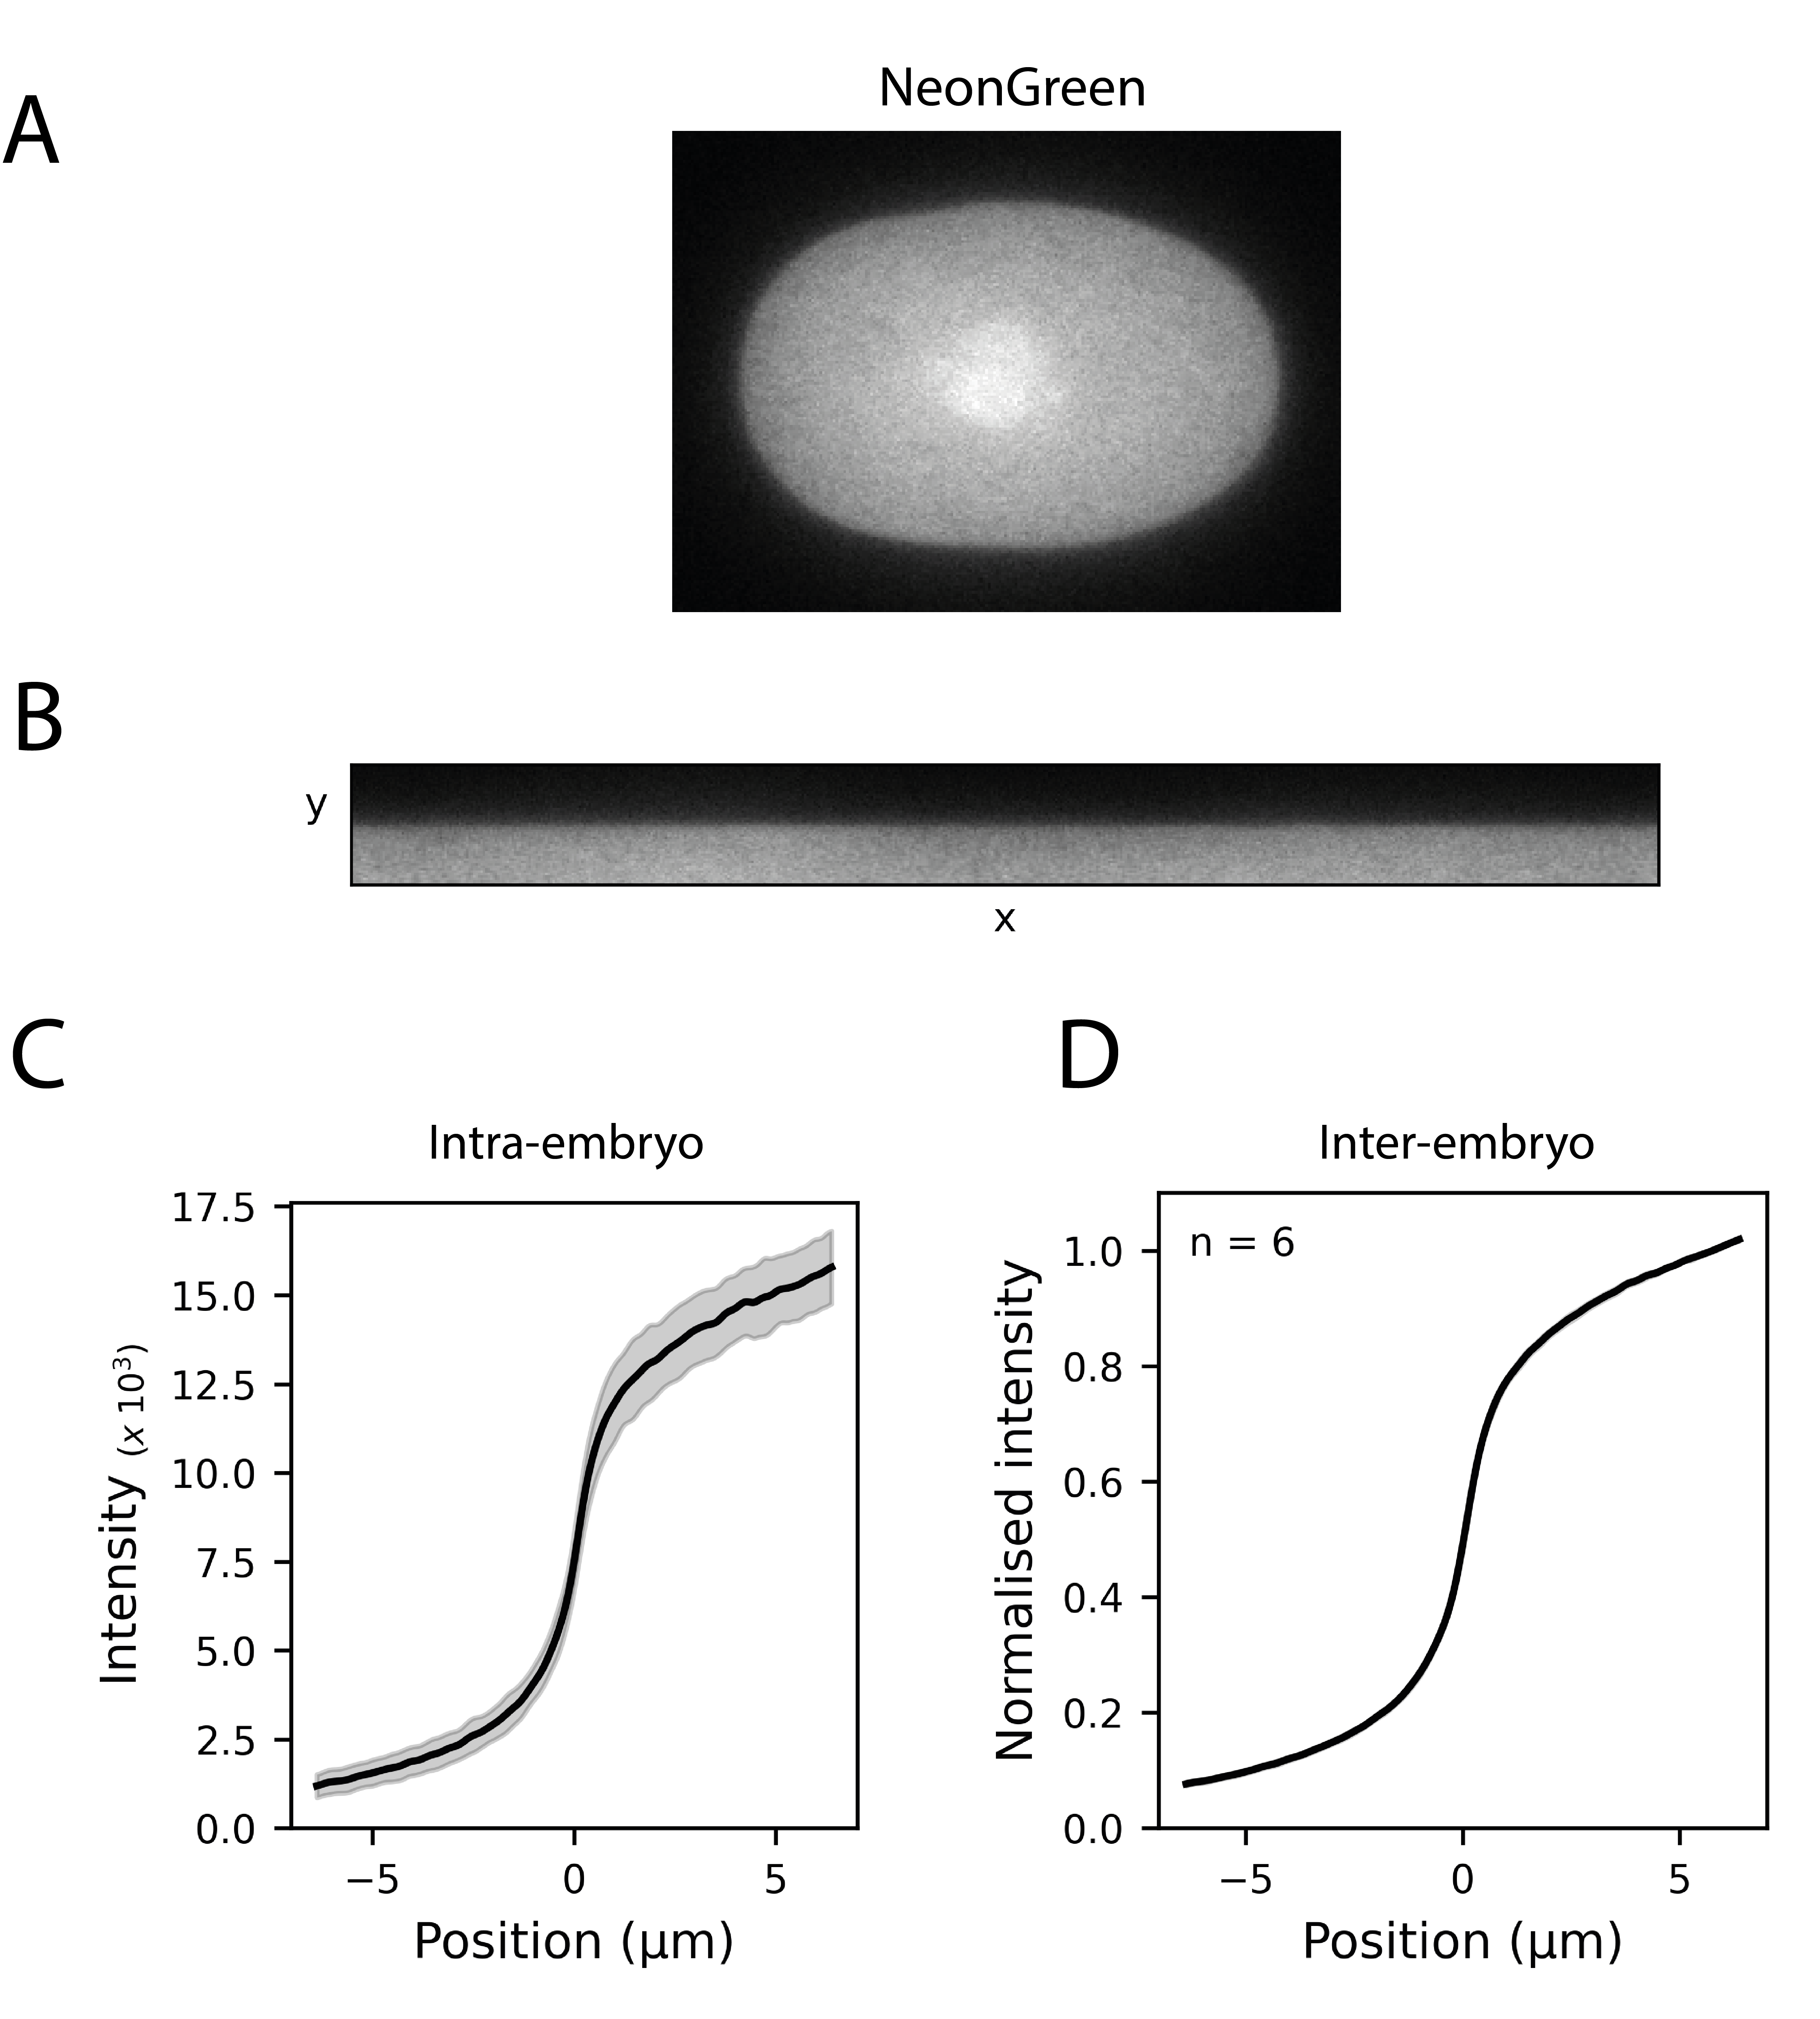 A
NeonGreen
B
y
x
C
D
Intra-embryo
Inter-embryo
17.5
15.0
12.5
10.0
7.5
5.0
2.5
0.0
Intensity (x 10³)
−5 0 5
Position (μm)
n = 6
1.0
0.8
0.6
0.4
0.2
0.0
Normalised intensity
−5 0 5
Position (μm)